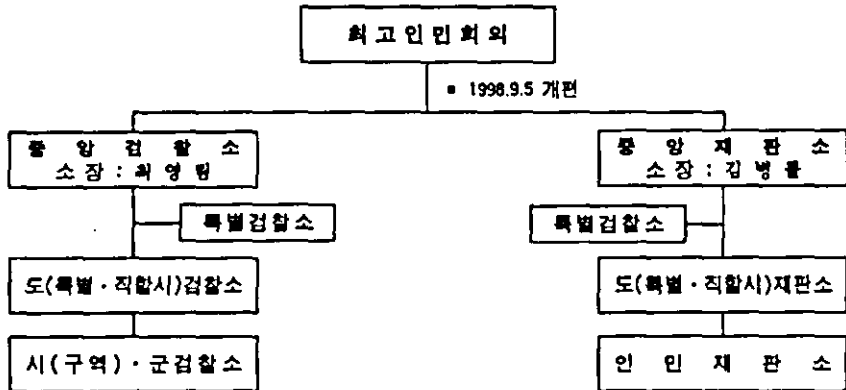 최고인민회의
▪ 1998.9.5 개편
중앙검찰소
소장 : 최영림
중앙재판소
소장 : 김병률
특별검찰소
특별검찰소
도(특별·직할시)검찰소
도(특별·직할시)재판소
시(구역)·군검찰소
인민재판소